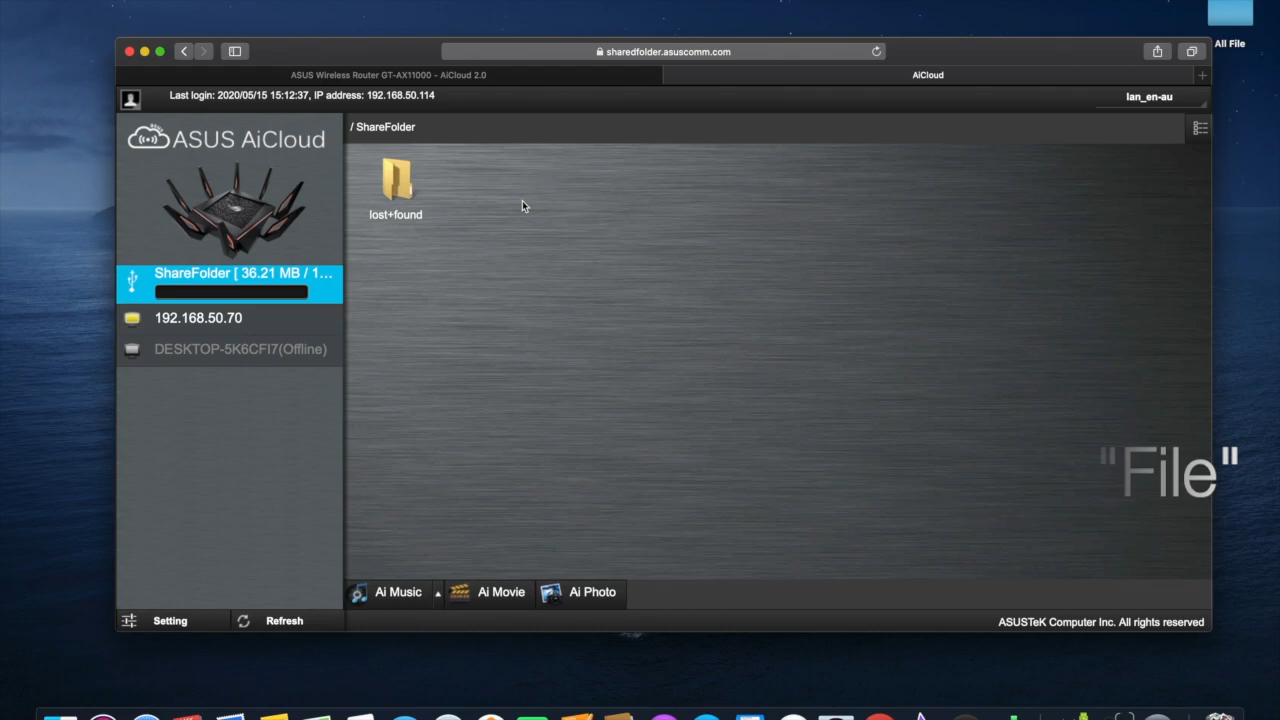 All File
sharedfolder.asuscomm.com
ASUS Wireless Router GT-AX11000 - AiCloud 2.0
AiCloud
Last login: 2020/05/15 15:12:37, IP address: 192.168.50.114
lan_en-au
ASUS AiCloud
/ ShareFolder
lost+found
ShareFolder [ 36.21 MB / 1...
192.168.50.70
DESKTOP-5K6CFI7(Offline)
"File"
Ai Music
Ai Movie
Ai Photo
Setting
Refresh
ASUSTeK Computer Inc. All rights reserved